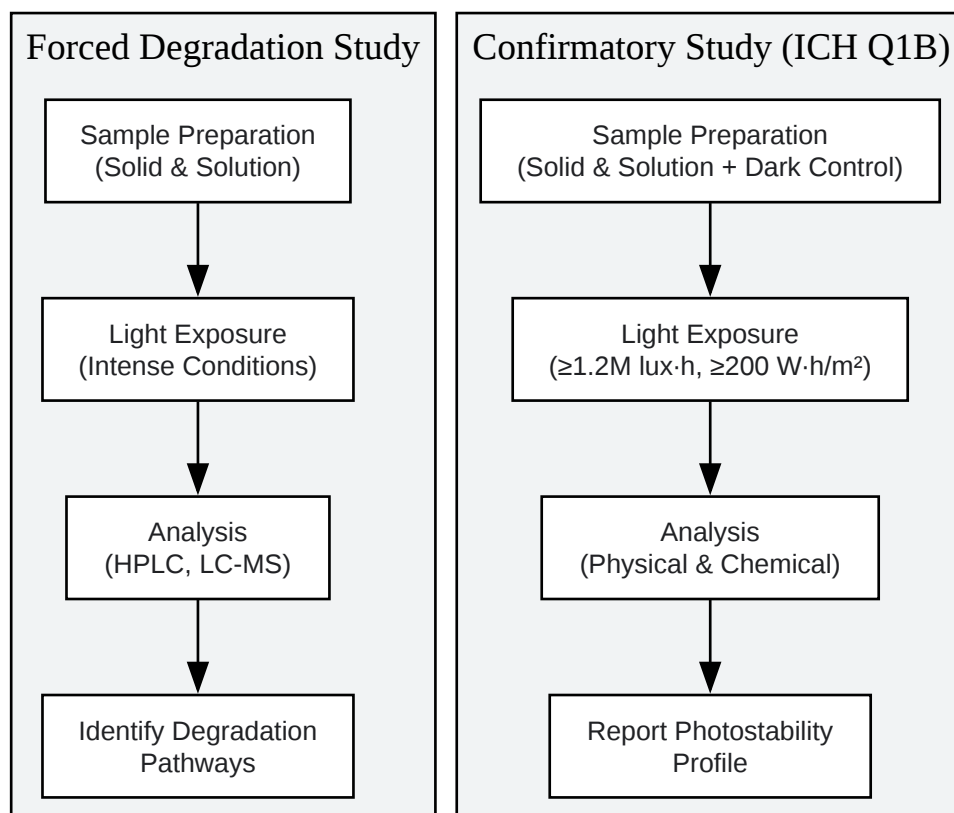 Forced Degradation Study
Sample Preparation
(Solid & Solution)
Light Exposure
(Intense Conditions)
Analysis
(HPLC, LC-MS)
Identify Degradation
Pathways
Confirmatory Study (ICH Q1B)
Sample Preparation
(Solid & Solution + Dark Control)
Light Exposure
(≥1.2M lux·h, ≥200 W·h/m²)
Analysis
(Physical & Chemical)
Report Photostability
Profile